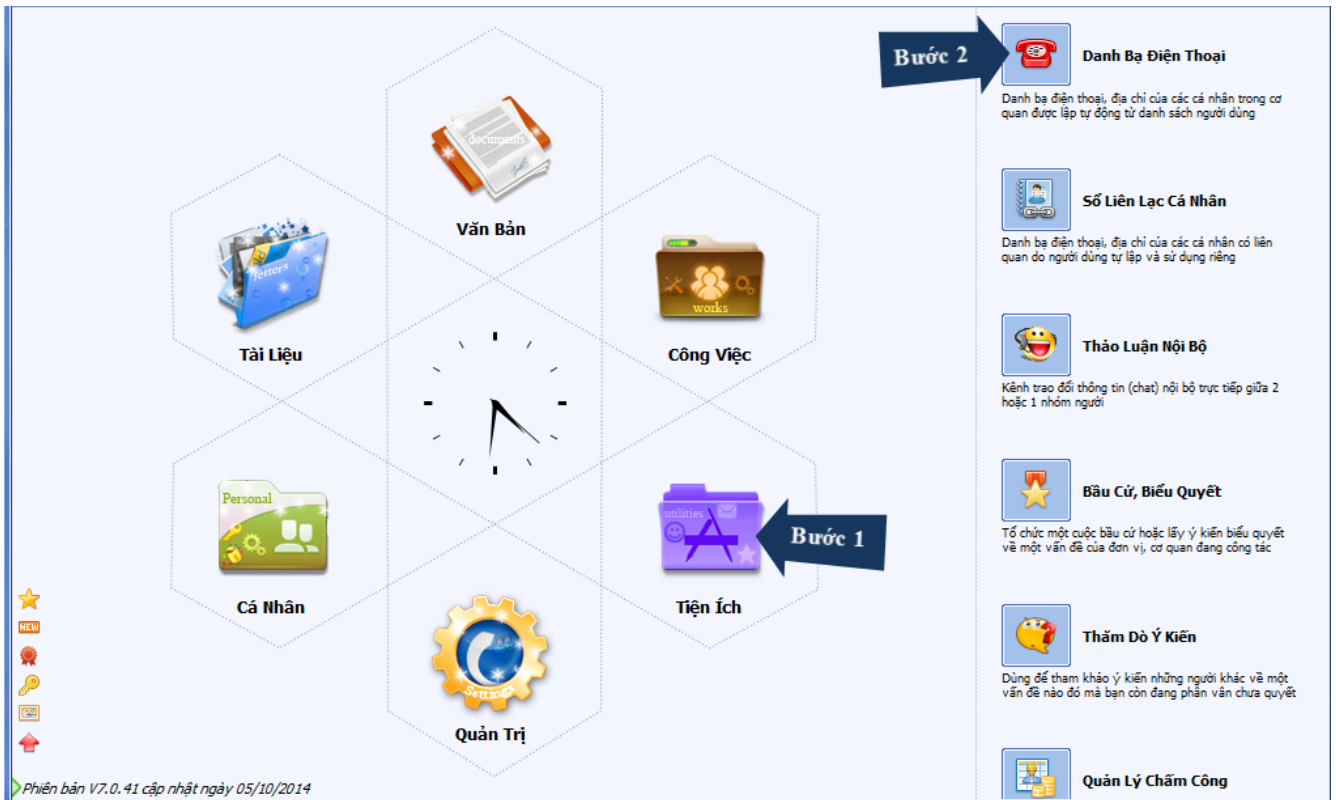 Bước 2
Danh Bạ Điện Thoại
Danh bạ điện thoại, địa chỉ của các cá nhân trong cơ
quan được lập tự động từ danh sách người dùng
documents
Văn Bản
Sổ Liên Lạc Cá Nhân
Danh bạ điện thoại, địa chỉ của các cá nhân có liên
quan do người dùng tự lập và sử dụng riêng
letters
Tài Liệu
works
Công Việc
Thảo Luận Nội Bộ
Kênh trao đổi thông tin (chat) nội bộ trực tiếp giữa 2
hoặc 1 nhóm người
Personal
Cá Nhân
utilities
Bước 1
Tiện Ích
Bầu Cử, Biểu Quyết
Tổ chức một cuộc bầu cử hoặc lấy ý kiến biểu quyết
về một vấn đề của đơn vị, cơ quan đang công tác
NEW
Settings
Quản Trị
Thăm Dò Ý Kiến
Dùng để tham khảo ý kiến những người khác về một
vấn đề nào đó mà bạn còn đang phân vân chưa quyết
Quản Lý Chấm Công
Phiên bản V7.0.41 cập nhật ngày 05/10/2014